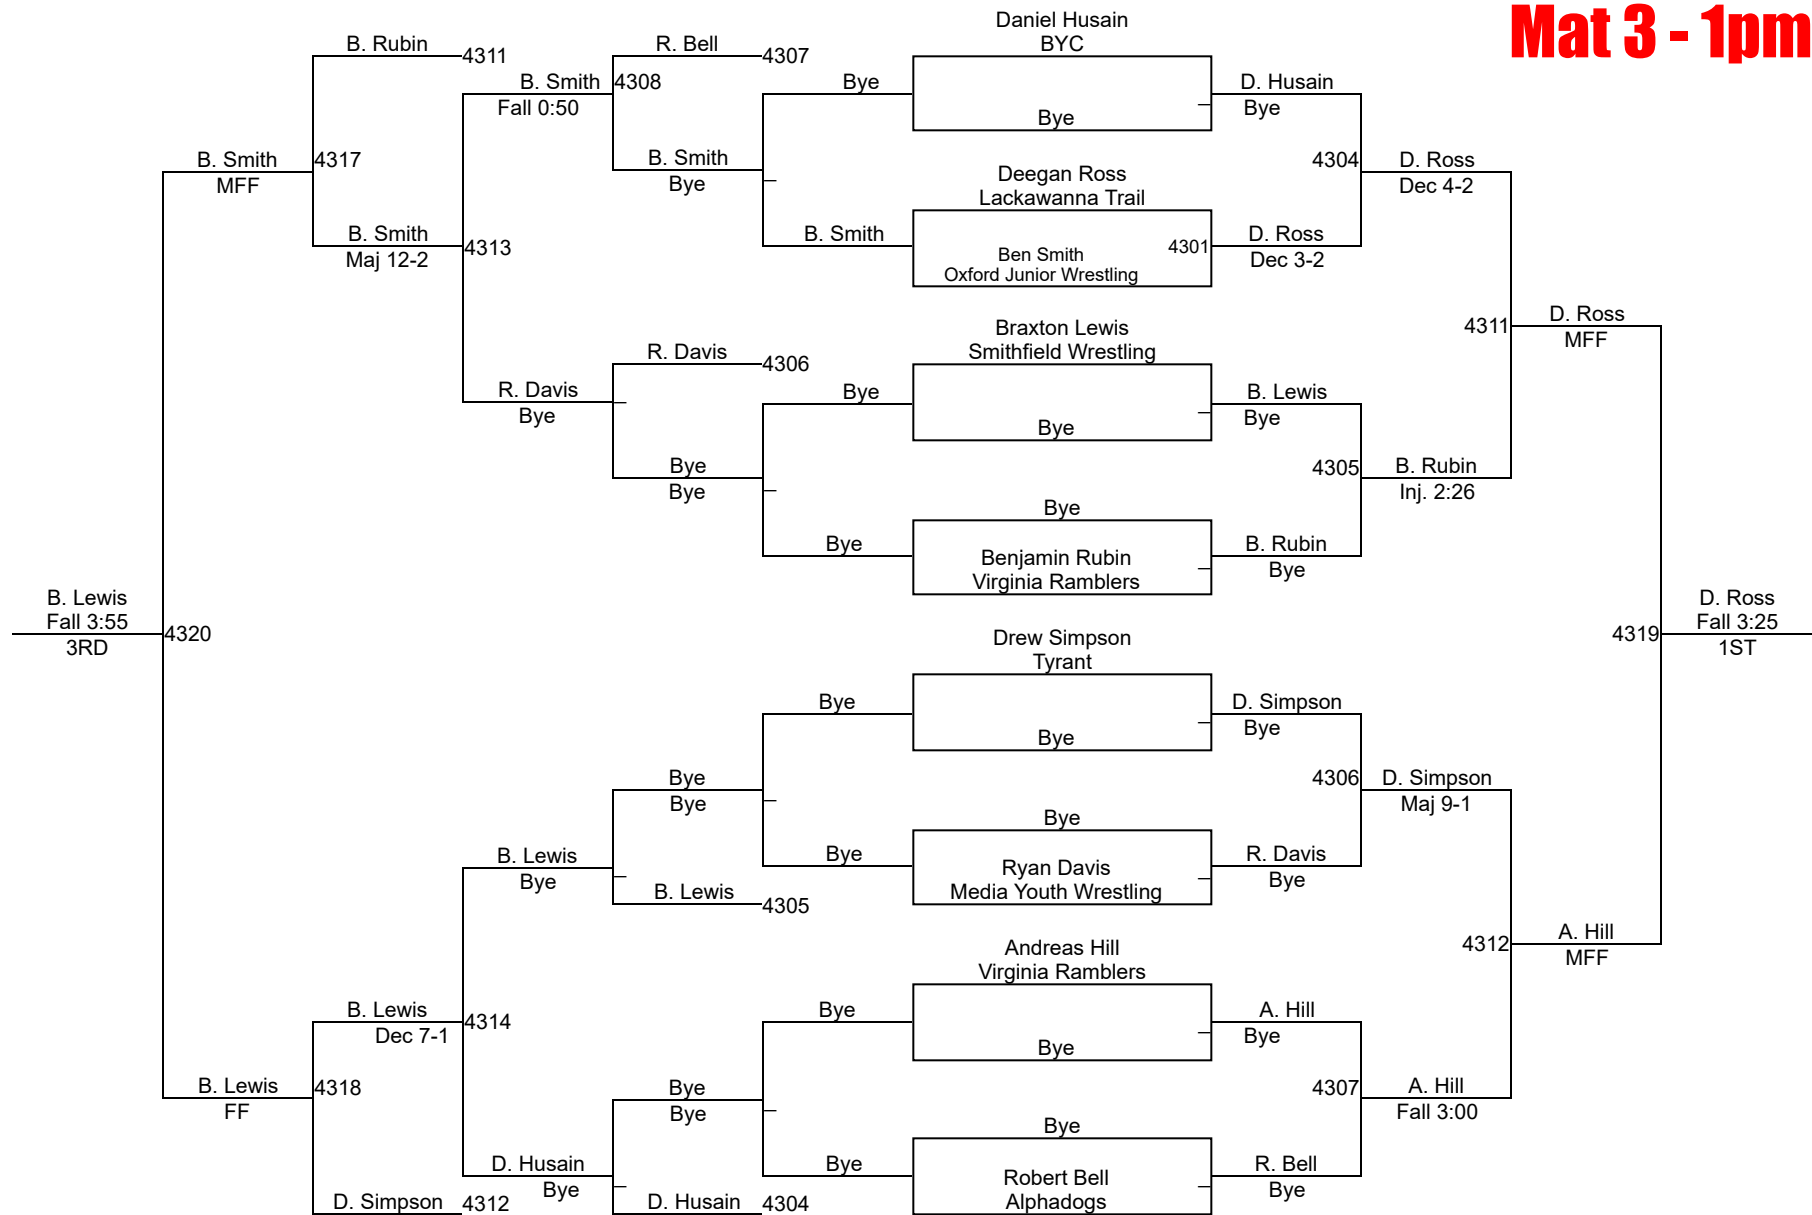 Mat 3 - 1pm
Daniel Husain
BYC
B. Rubin
4311
R. Bell
4307
B. Smith
4308
Fall 0:50
Bye
D. Husain
Bye
Bye
B. Smith
MFF
4317
B. Smith
Bye
Deegan Ross
Lackawanna Trail
4304
D. Ross
Dec 4-2
B. Smith
Maj 12-2
4313
B. Smith
Ben Smith
Oxford Junior Wrestling
4301
D. Ross
Dec 3-2
Braxton Lewis
Smithfield Wrestling
4311
D. Ross
MFF
R. Davis
4306
R. Davis
Bye
Bye
B. Lewis
Bye
Bye
Bye
Bye
4305
B. Rubin
Inj. 2:26
Bye
Bye
Benjamin Rubin
Virginia Ramblers
B. Rubin
Bye
B. Lewis
Fall 3:55
3RD
4320
Drew Simpson
Tyrant
4319
D. Ross
Fall 3:25
1ST
Bye
D. Simpson
Bye
Bye
Bye
Bye
4306
D. Simpson
Maj 9-1
B. Lewis
Bye
Bye
Bye
Ryan Davis
Media Youth Wrestling
R. Davis
Bye
B. Lewis
4305
Andreas Hill
Virginia Ramblers
4312
A. Hill
MFF
B. Lewis
Dec 7-1
4314
Bye
A. Hill
Bye
Bye
B. Lewis
FF
4318
Bye
Bye
4307
A. Hill
Fall 3:00
D. Husain
Bye
Bye
Bye
Robert Bell
Alphadogs
R. Bell
Bye
D. Simpson
4312
D. Husain
4304